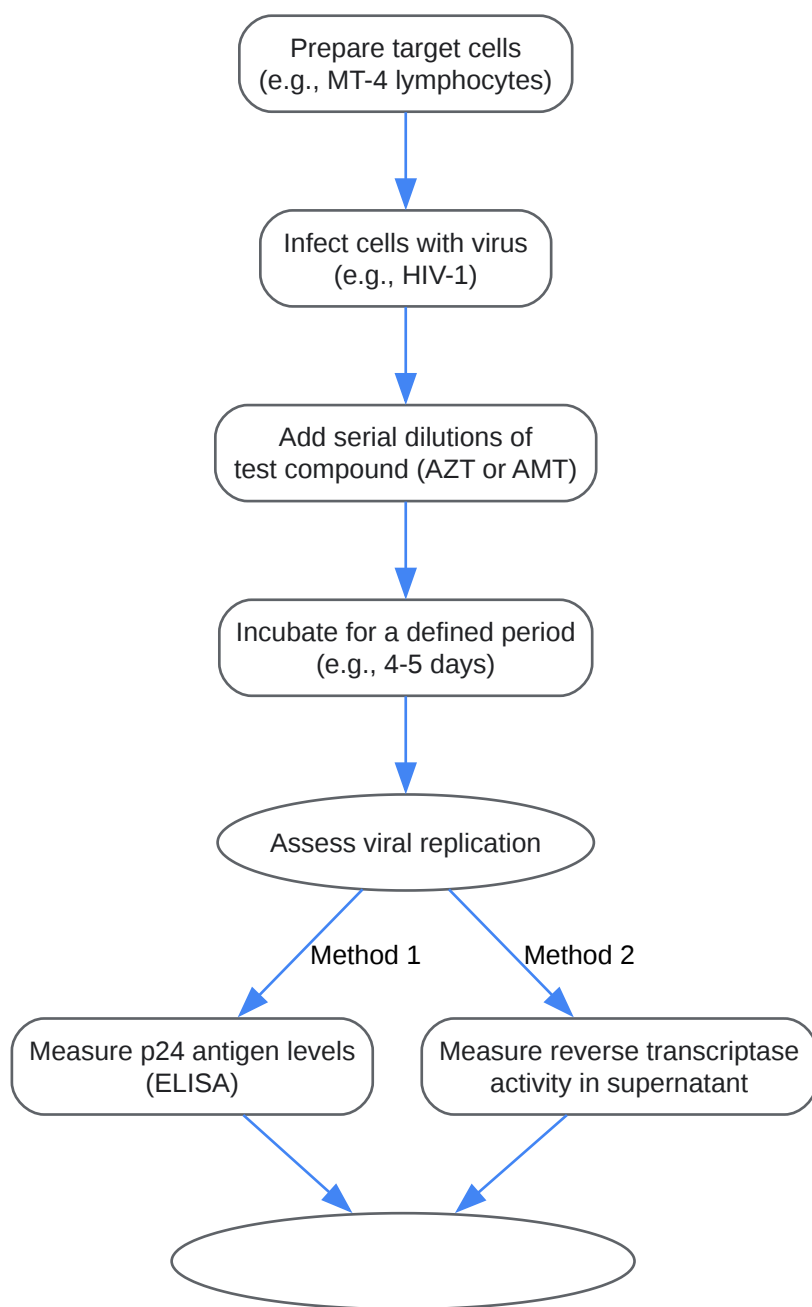 Prepare target cells
(e.g., MT-4 lymphocytes)
Infect cells with virus
(e.g., HIV-1)
Add serial dilutions of
test compound (AZT or AMT)
Incubate for a defined period
(e.g., 4-5 days)
Assess viral replication
Method 1
Method 2
Measure p24 antigen levels
(ELISA)
Measure reverse transcriptase
activity in supernatant